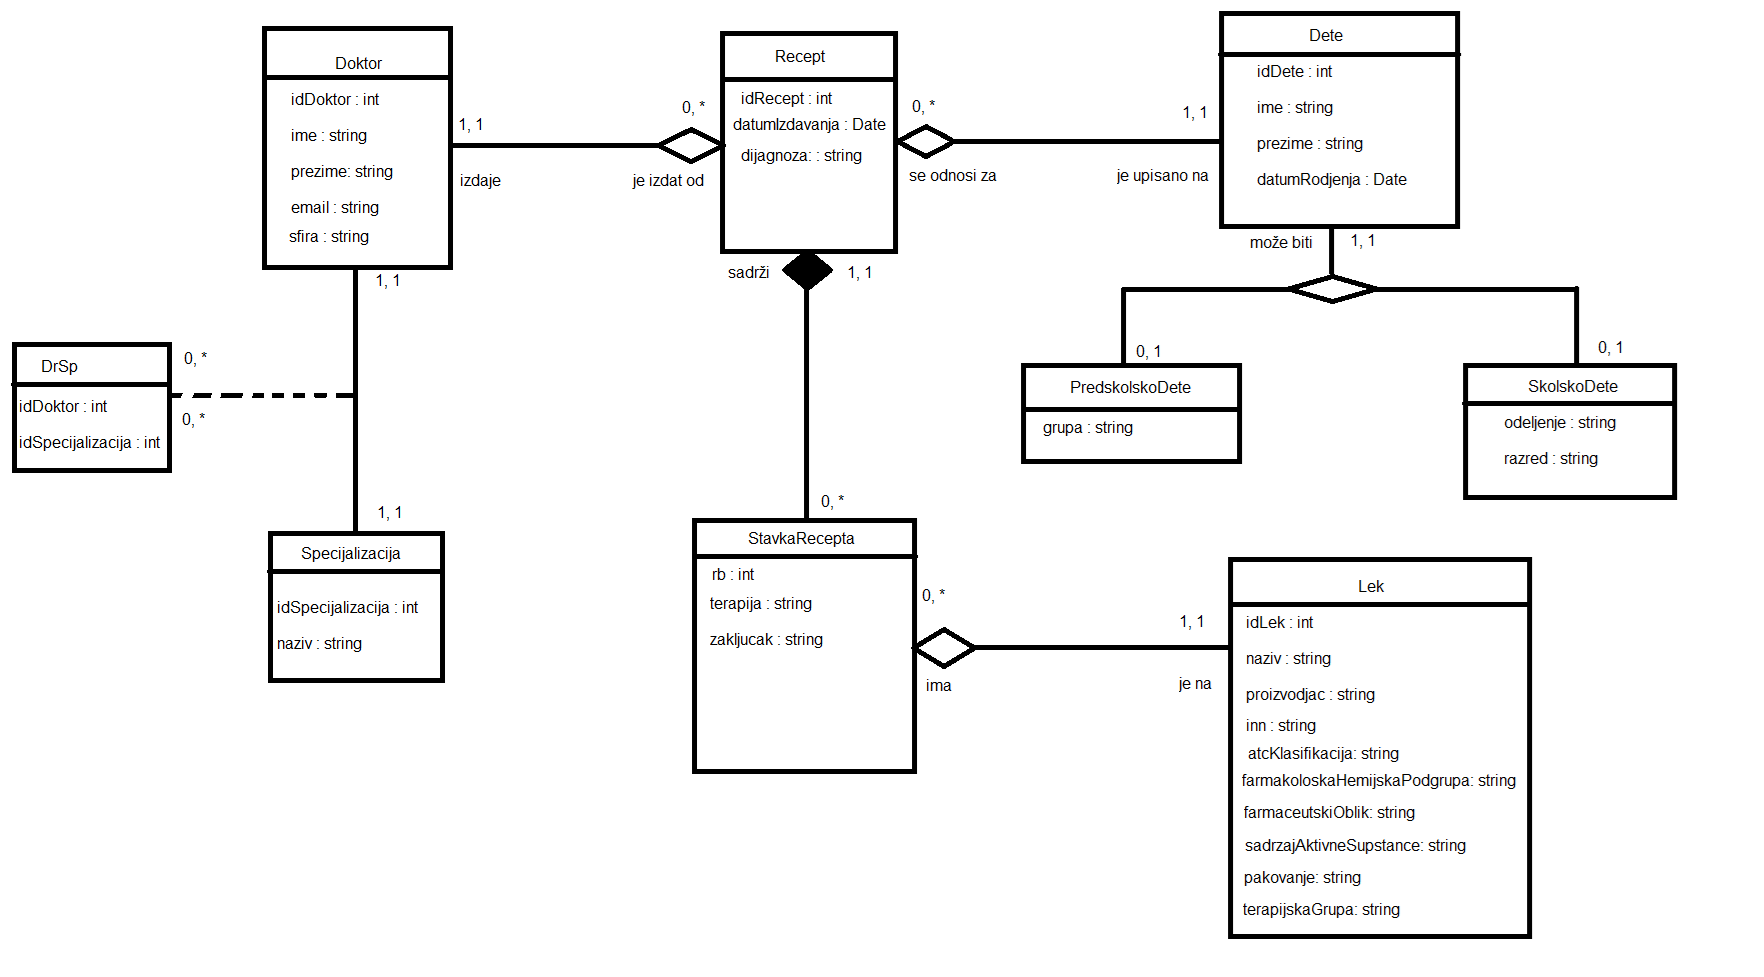 Doktor
idDoktor : int
ime : string
prezime: string
email : string
sfira : string
1, 1
izdaje
0, *
je izdat od
Recept
idRecept : int
datumIzdavanja : Date
dijagnoza: : string
0, *
se odnosi za
1, 1
je upisano na
Dete
idDete : int
ime : string
prezime : string
datumRodjenja : Date
može biti
1, 1
sadrži
1, 1
1, 1
DrSp
idDoktor : int
idSpecijalizacija : int
0, *
0, *
0, 1
PredskolskoDete
grupa : string
0, 1
SkolskoDete
odeljenje : string
razred : string
1, 1
Specijalizacija
idSpecijalizacija : int
naziv : string
0, *
StavkaRecepta
rb : int
terapija : string
zakljucak : string
0, *
ima
1, 1
je na
Lek
idLek : int
naziv : string
proizvodjac : string
inn : string
atcKlasifikacija: string
farmakoloskaHemijskaPodgrupa: string
farmaceutskiOblik: string
sadrzajAktivneSupstance: string
pakovanje: string
terapijskaGrupa: string